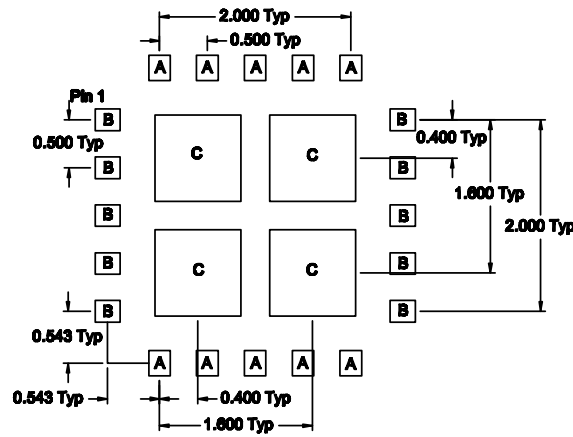 2.000 Typ
0.500 Typ
A A A A A
Pin 1
B B
0.500 Typ
0.400 Typ
C C
B B
1.600 Typ
B B
2.000 Typ
C C
B B
B B
0.543 Typ
A A A A A
0.543 Typ
0.400 Typ
1.600 Typ